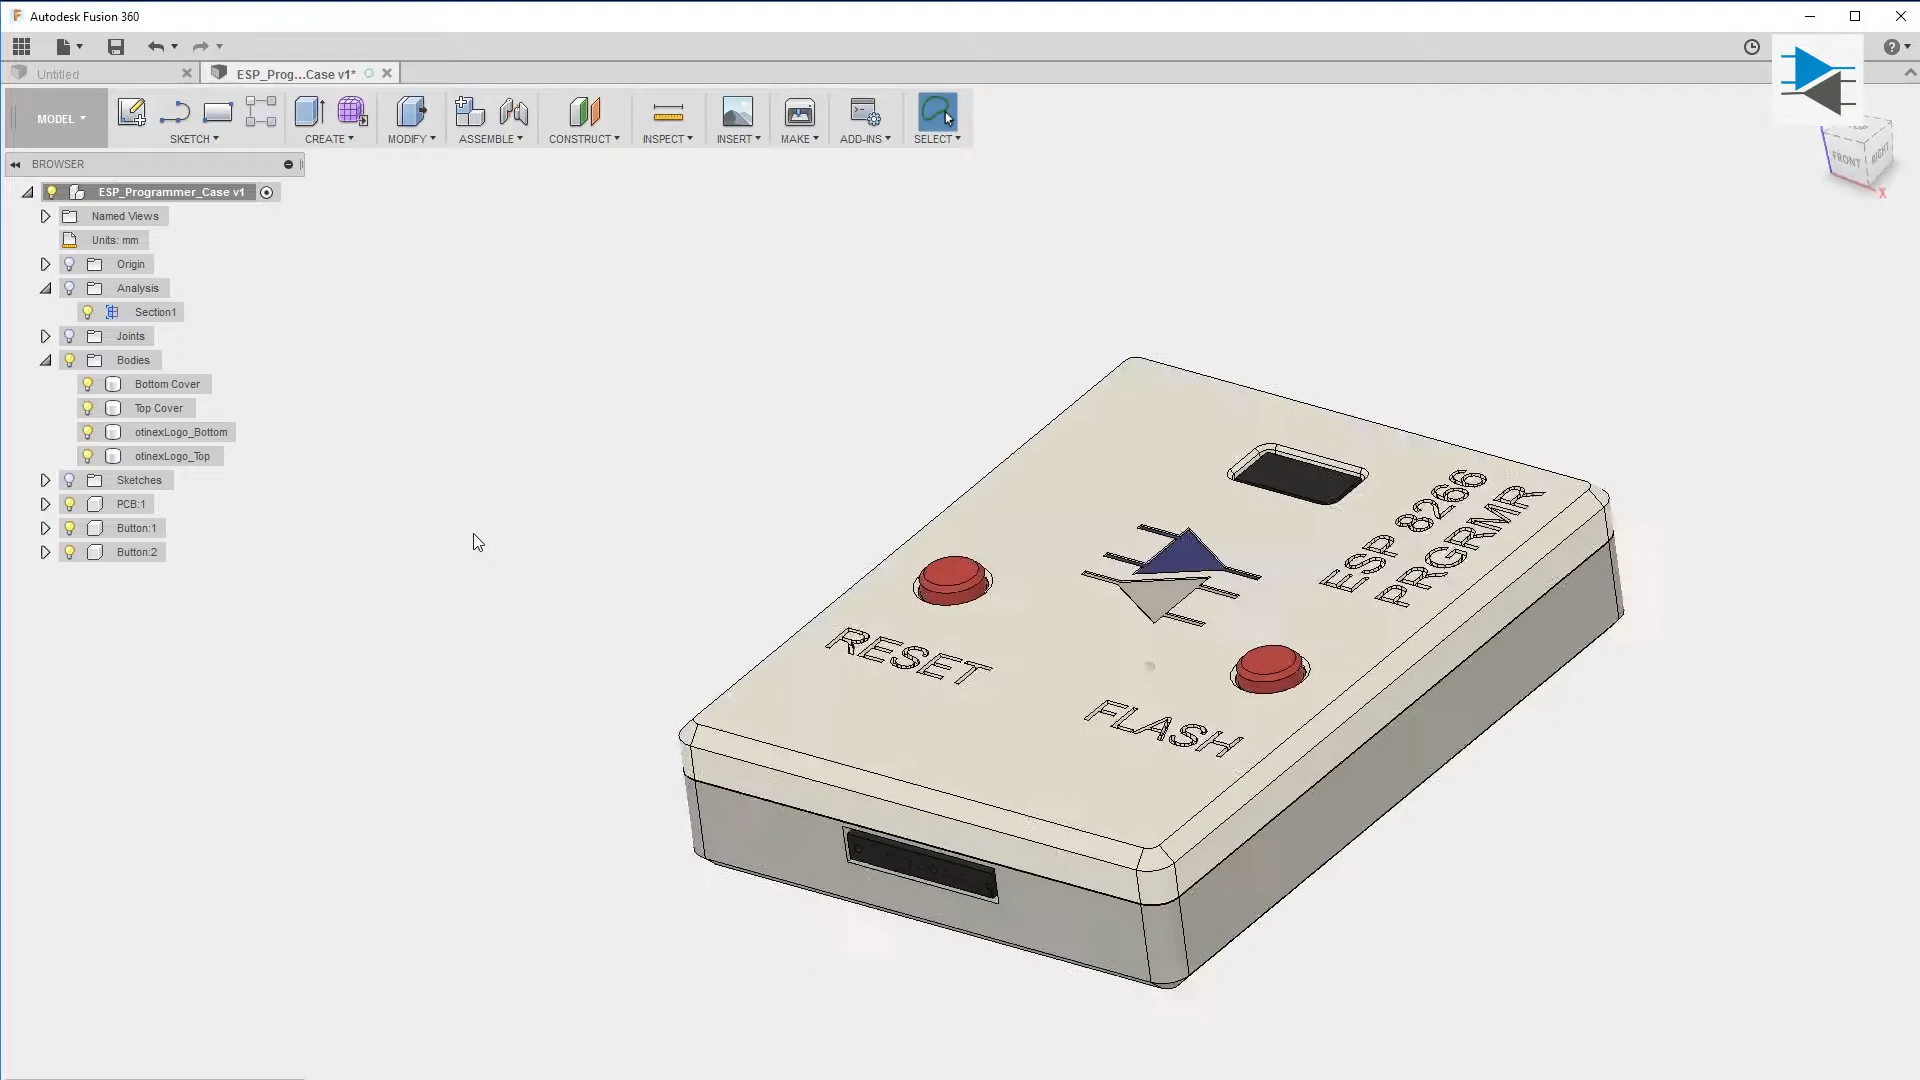 Autodesk Fusion 360
Untitled
ESP_Prog...Case v1*
MODEL
SKETCH
CREATE
MODIFY
ASSEMBLE
CONSTRUCT
INSPECT
INSERT
MAKE
ADD-INS
SELECT
FRONT
RIGHT
X
BROWSER
ESP_Programmer_Case v1
Named Views
Units: mm
Origin
Analysis
Section1
Joints
Bodies
Bottom Cover
Top Cover
otinexLogo_Bottom
otinexLogo_Top
Sketches
PCB:1
Button:1
Button:2
ESP 8266
PRGRMR
RESET
FLASH